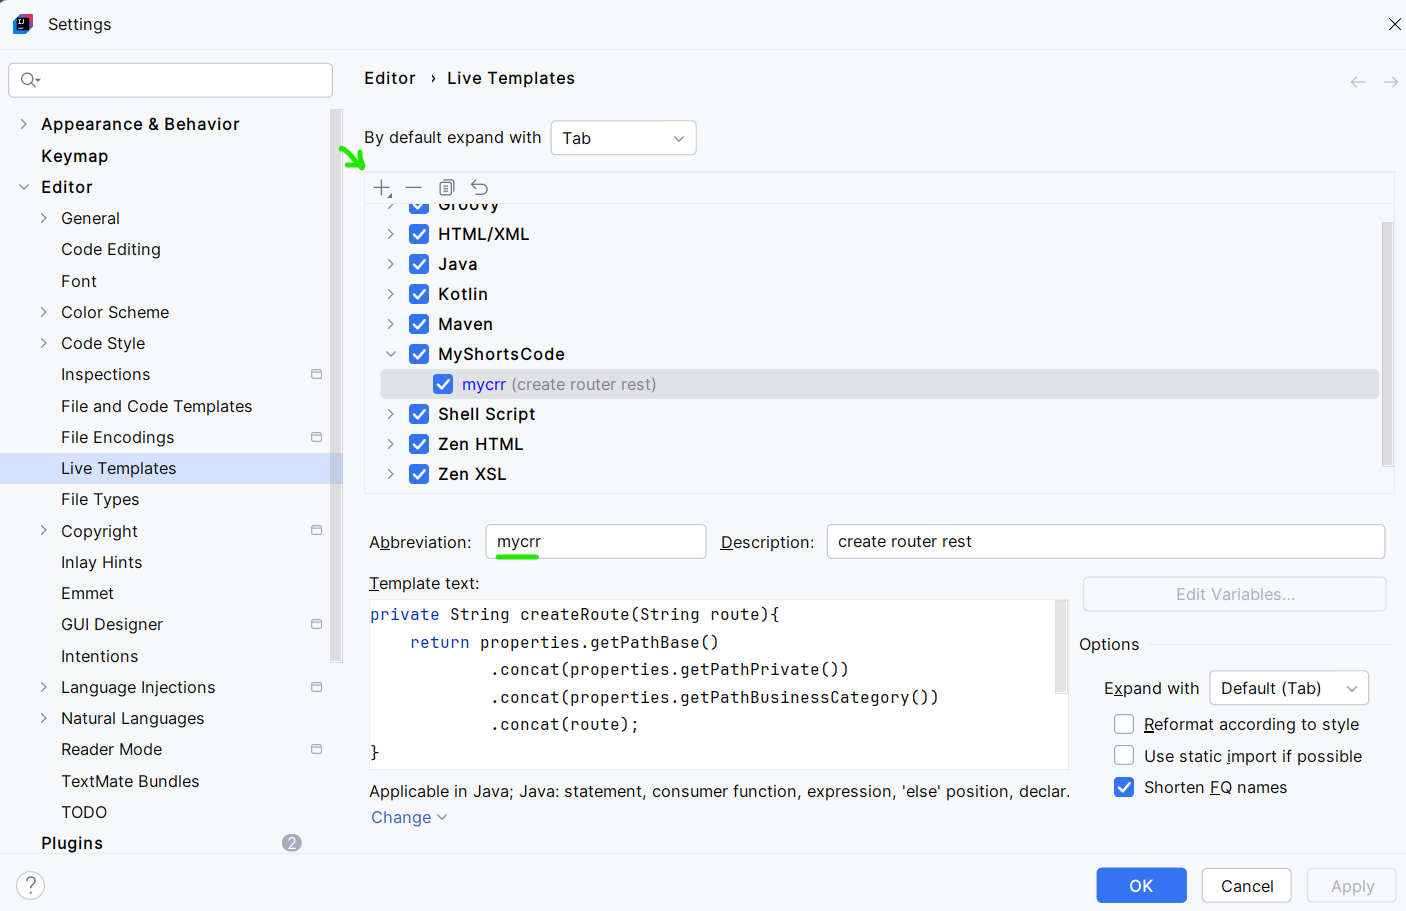 Settings
Editor › Live Templates
By default expand with Tab
Appearance & Behavior
Keymap
Editor
General
Code Editing
Font
Color Scheme
Code Style
Inspections
File and Code Templates
File Encodings
Live Templates
File Types
Copyright
Inlay Hints
Emmet
GUI Designer
Intentions
Language Injections
Natural Languages
Reader Mode
TextMate Bundles
TODO
Plugins 2
Groovy
HTML/XML
Java
Kotlin
Maven
MyShortsCode
mycrr (create router rest)
Shell Script
Zen HTML
Zen XSL
Abbreviation: mycrr Description: create router rest
Template text:
private String createRoute(String route){
    return properties.getPathBase()
            .concat(properties.getPathPrivate())
            .concat(properties.getPathBusinessCategory())
            .concat(route);
}
Edit Variables...
Options
Expand with Default (Tab)
Reformat according to style
Use static import if possible
Shorten FQ names
Applicable in Java; Java: statement, consumer function, expression, 'else' position, declar.
Change
? OK Cancel Apply